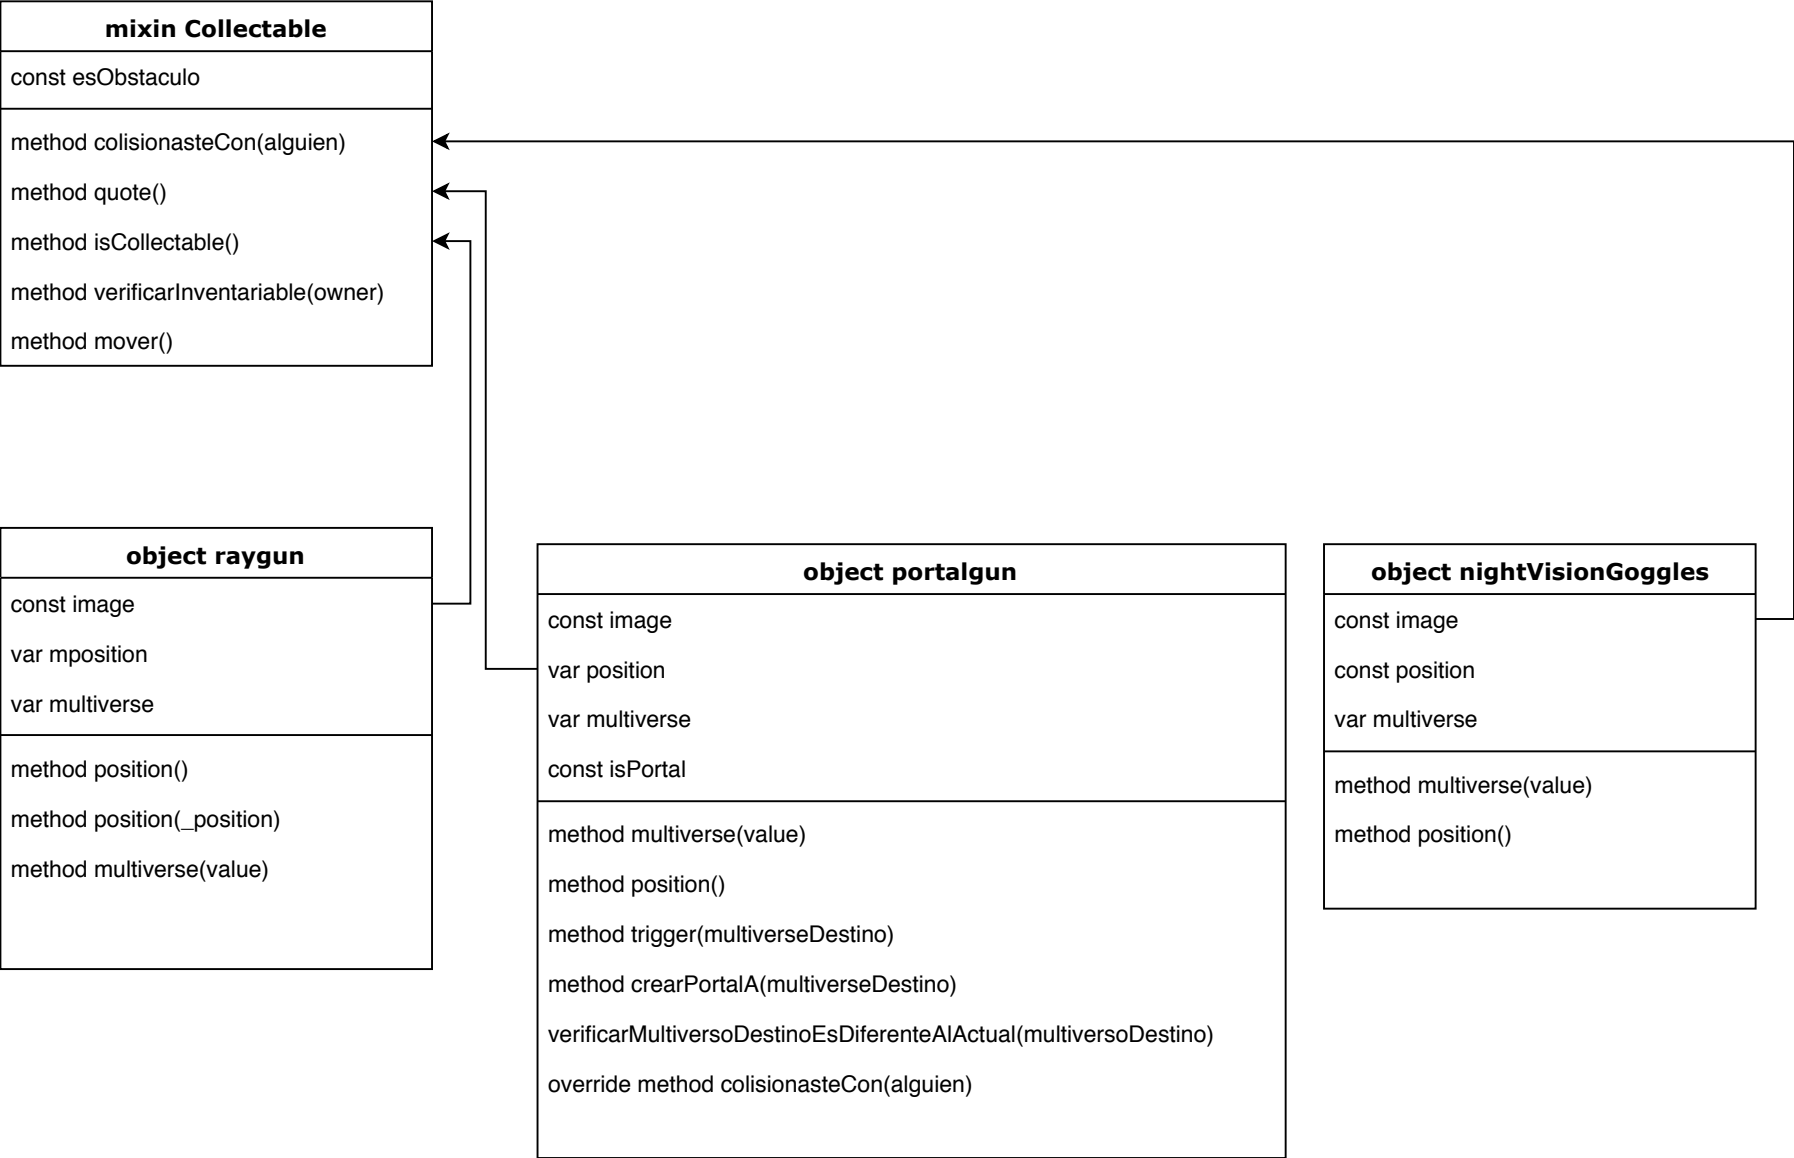 mixin Collectable
const esObstaculo
method colisionasteCon(alguien)
method quote()
method isCollectable()
method verificarInventariable(owner)
method mover()
object raygun
const image
var mposition
var multiverse
method position()
method position(_position)
method multiverse(value)
object portalgun
const image
var position
var multiverse
const isPortal
method multiverse(value)
method position()
method trigger(multiverseDestino)
method crearPortalA(multiverseDestino)
verificarMultiversoDestinoEsDiferenteAlActual(multiversoDestino)
override method colisionasteCon(alguien)
object nightVisionGoggles
const image
const position
var multiverse
method multiverse(value)
method position()